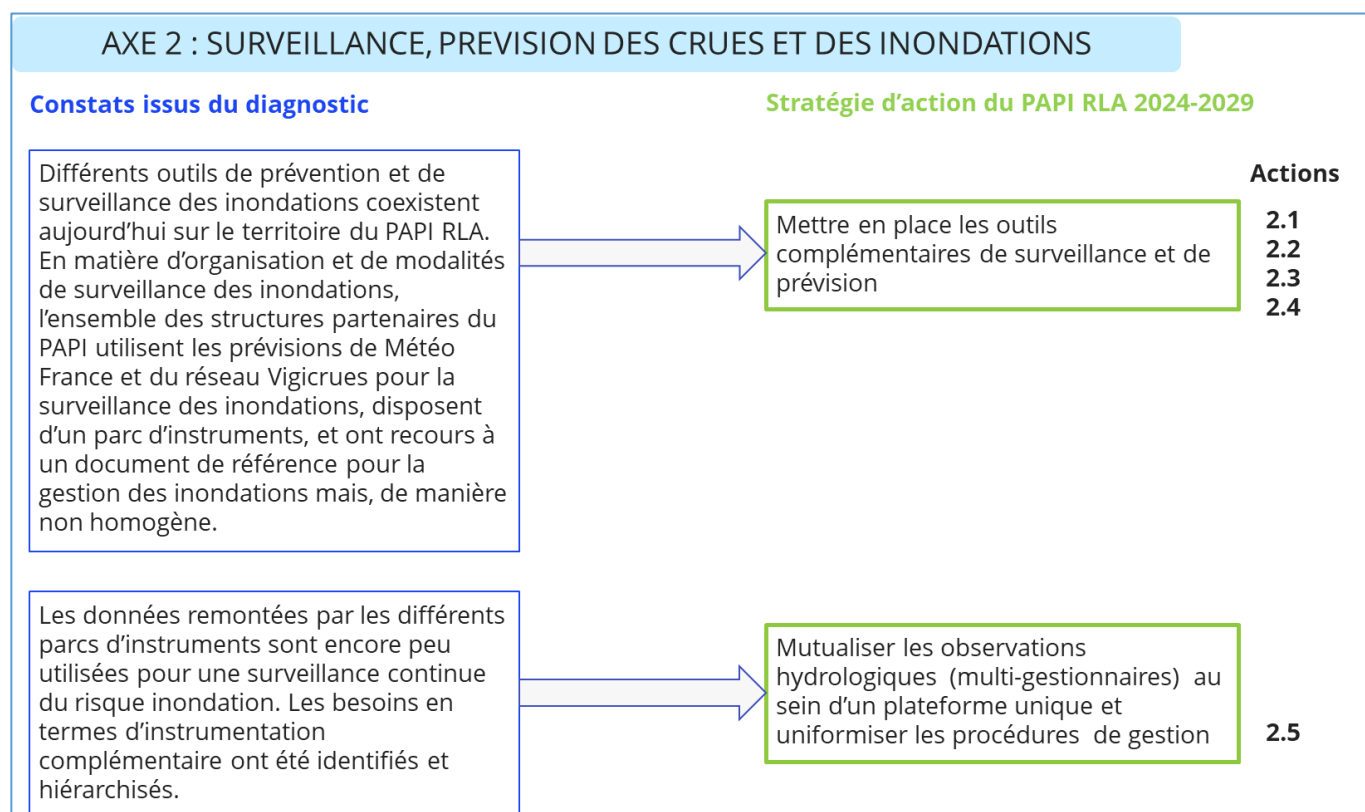 AXE 2 : SURVEILLANCE, PREVISION DES CRUES ET DES INONDATIONS
Constats issus du diagnostic
Stratégie d'action du PAPI RLA 2024-2029
Différents outils de prévention et de
surveillance des inondations coexistent
aujourd'hui sur le territoire du PAPI RLA.
En matière d'organisation et de modalités
de surveillance des inondations,
l'ensemble des structures partenaires du
PAPI utilisent les prévisions de Météo
France et du réseau Vigicrues pour la
surveillance des inondations, disposent
d'un parc d'instruments, et ont recours à
un document de référence pour la
gestion des inondations mais, de manière
non homogène.
Mettre en place les outils
complémentaires de surveillance et de
prévision
Actions
2.1
2.2
2.3
2.4
Les données remontées par les différents
parcs d'instruments sont encore peu
utilisées pour une surveillance continue
du risque inondation. Les besoins en
termes d'instrumentation
complémentaire ont été identifiés et
hiérarchisés.
Mutualiser les observations
hydrologiques (multi-gestionnaires) au
sein d'un plateforme unique et
uniformiser les procédures de gestion
2.5